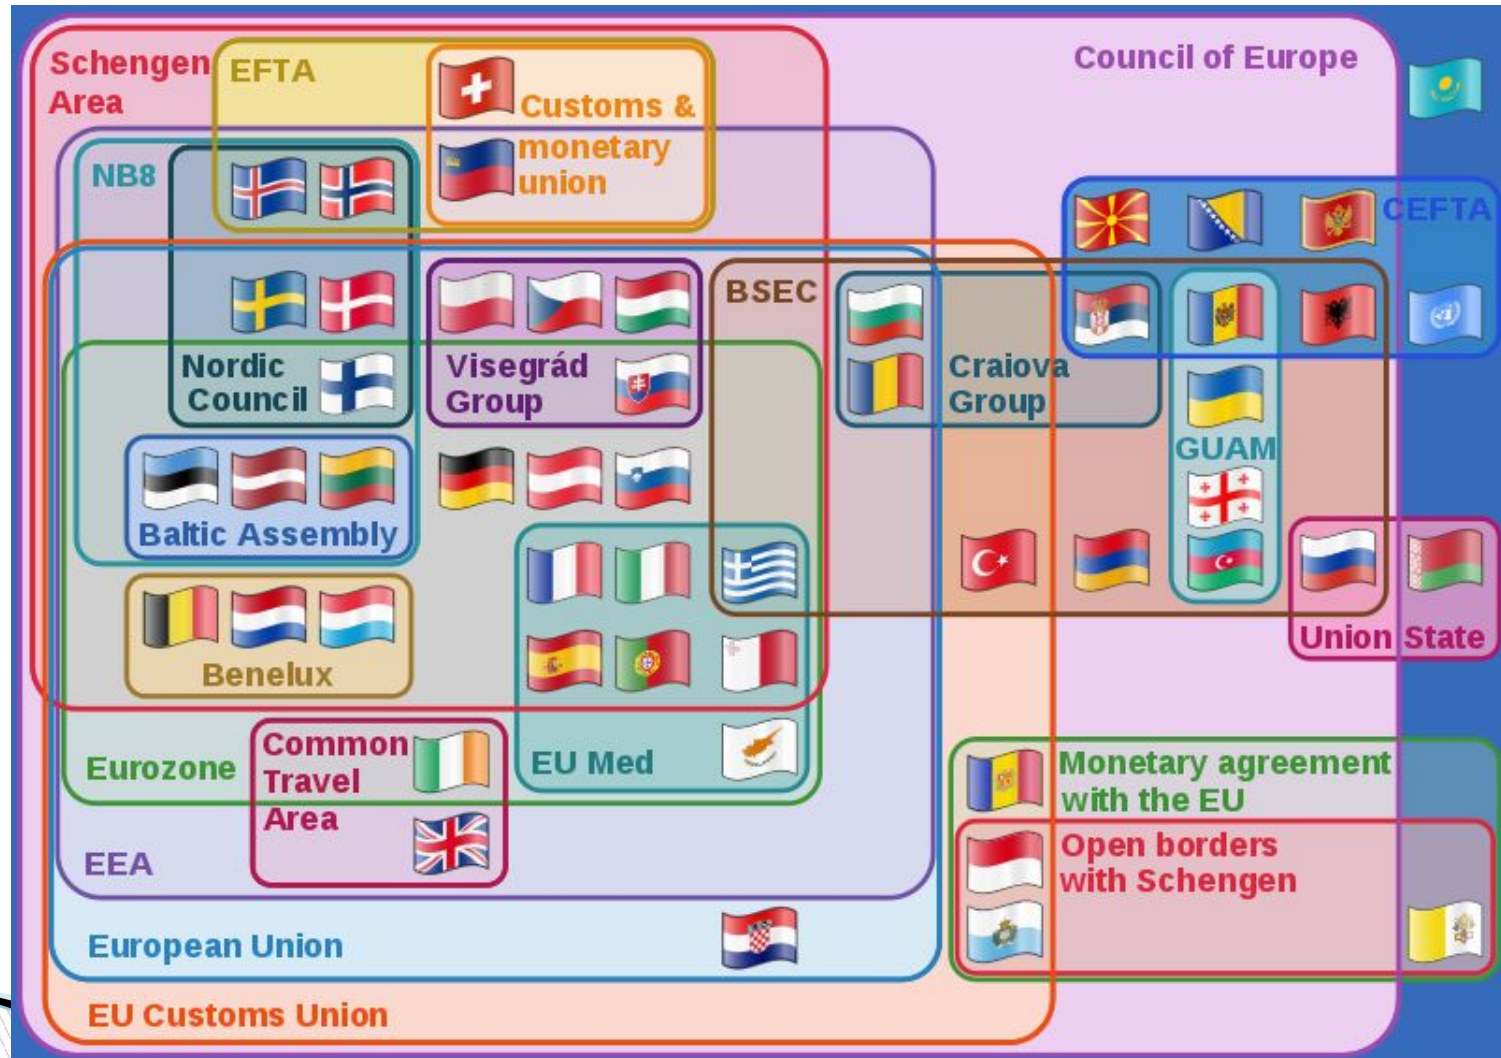 Schengen
Area
EFTA
Customs &
monetary
union
Council of Europe
NB8
CEFTA
BSEC
Nordic
Council
Visegrád
Group
Craiova
Group
GUAM
Baltic Assembly
Benelux
Union State
Eurozone
Common
Travel
Area
EU Med
Monetary agreement
with the EU
Open borders
with Schengen
EEA
European Union
EU Customs Union